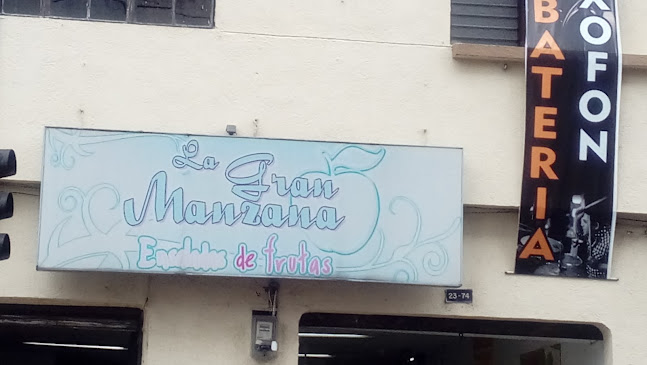 La Gran
Manzana
Ensaladas de frutas
23-74
BATERIA
XOFON